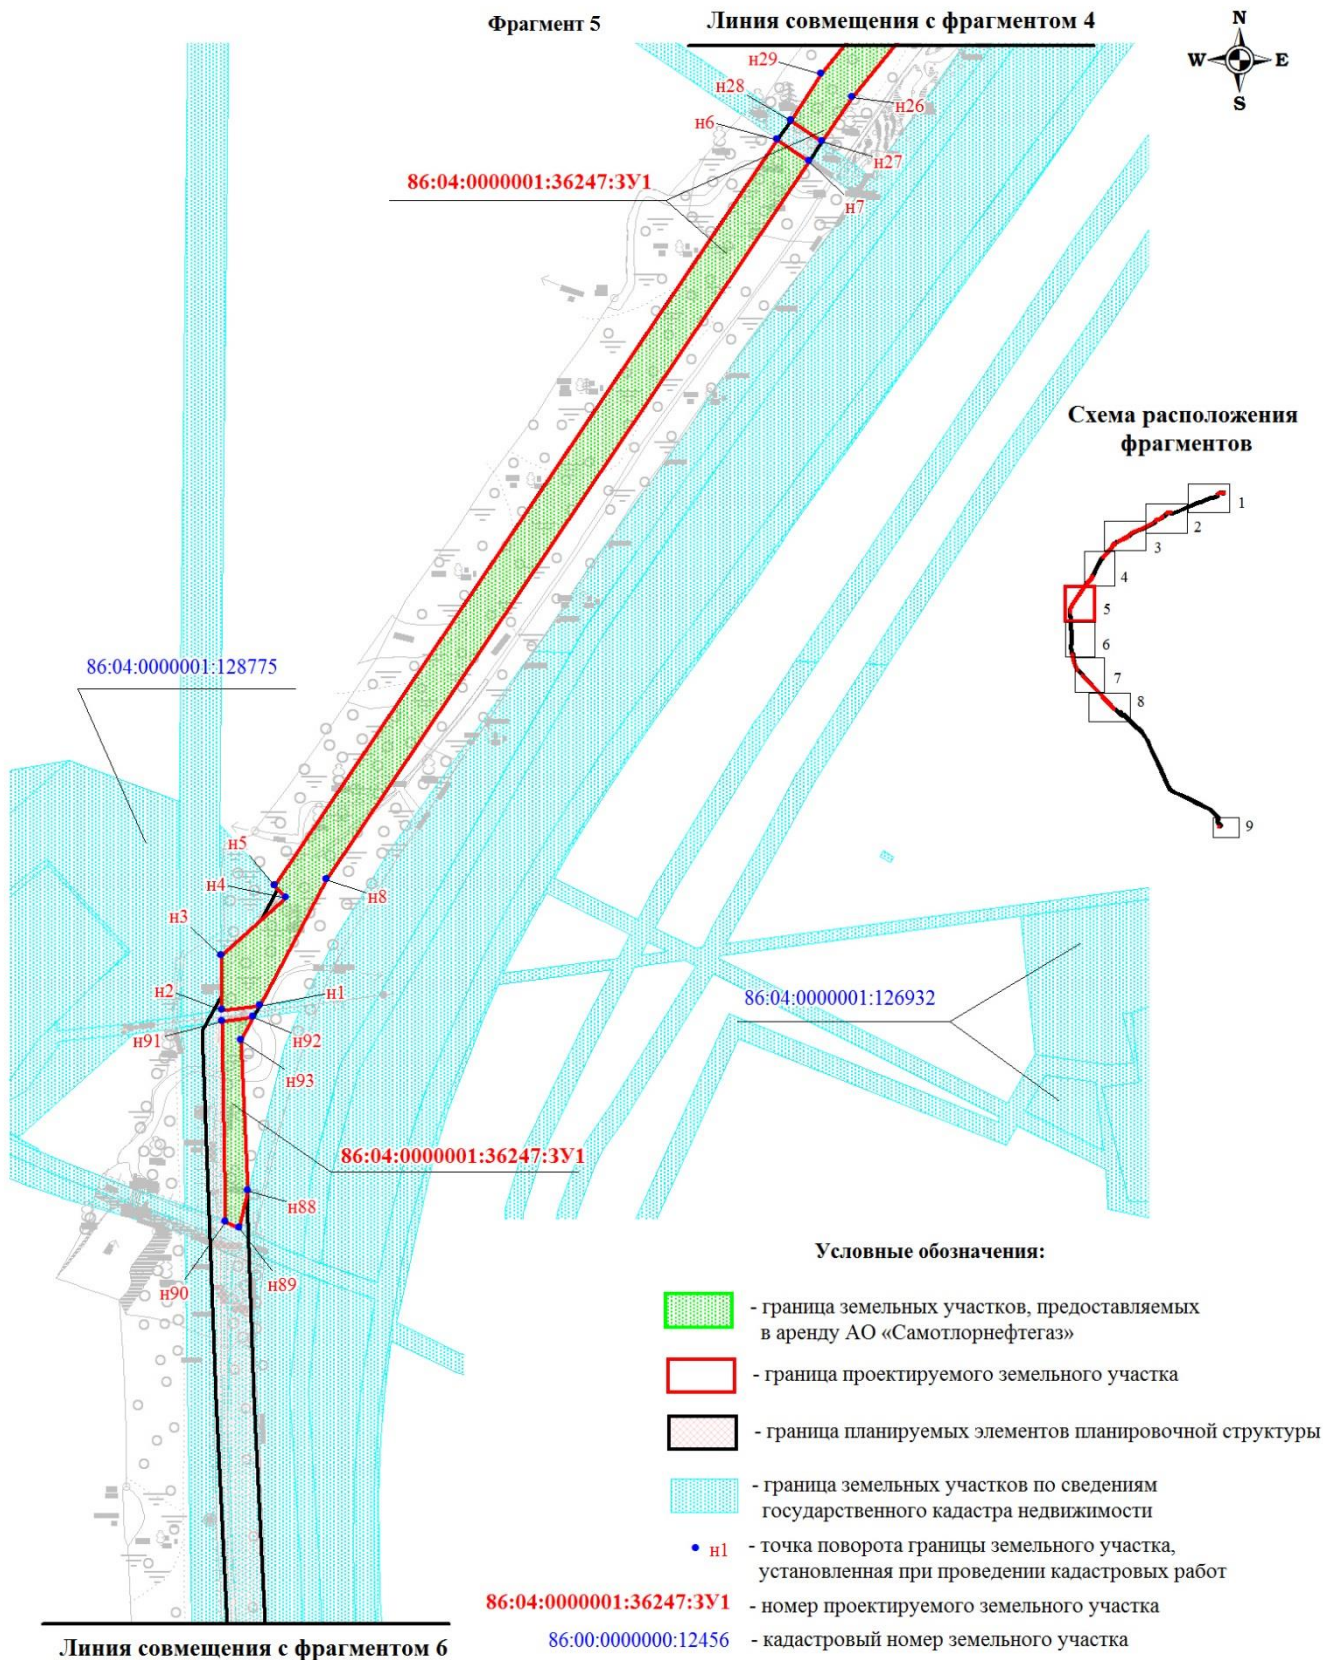 Фрагмент 5
Линия совмещения с фрагментом 4
N
W
E
S
н29
н28
н26
н6
н27
86:04:0000001:36247:ЗУ1
н7
Схема расположения
фрагментов
1
2
3
4
5
6
7
8
9
86:04:0000001:128775
н5
н4
н8
н3
н2
н1
86:04:0000001:126932
н91
н92
н93
86:04:0000001:36247:ЗУ1
н88
н89
н90
Условные обозначения:
- граница земельных участков, предоставляемых
в аренду АО «Самотлорнефтегаз»
- граница проектируемого земельного участка
- граница планируемых элементов планировочной структуры
- граница земельных участков по сведениям
государственного кадастра недвижимости
н1 - точка поворота границы земельного участка,
установленная при проведении кадастровых работ
86:04:0000001:36247:ЗУ1 - номер проектируемого земельного участка
86:00:0000000:12456 - кадастровый номер земельного участка
Линия совмещения с фрагментом 6